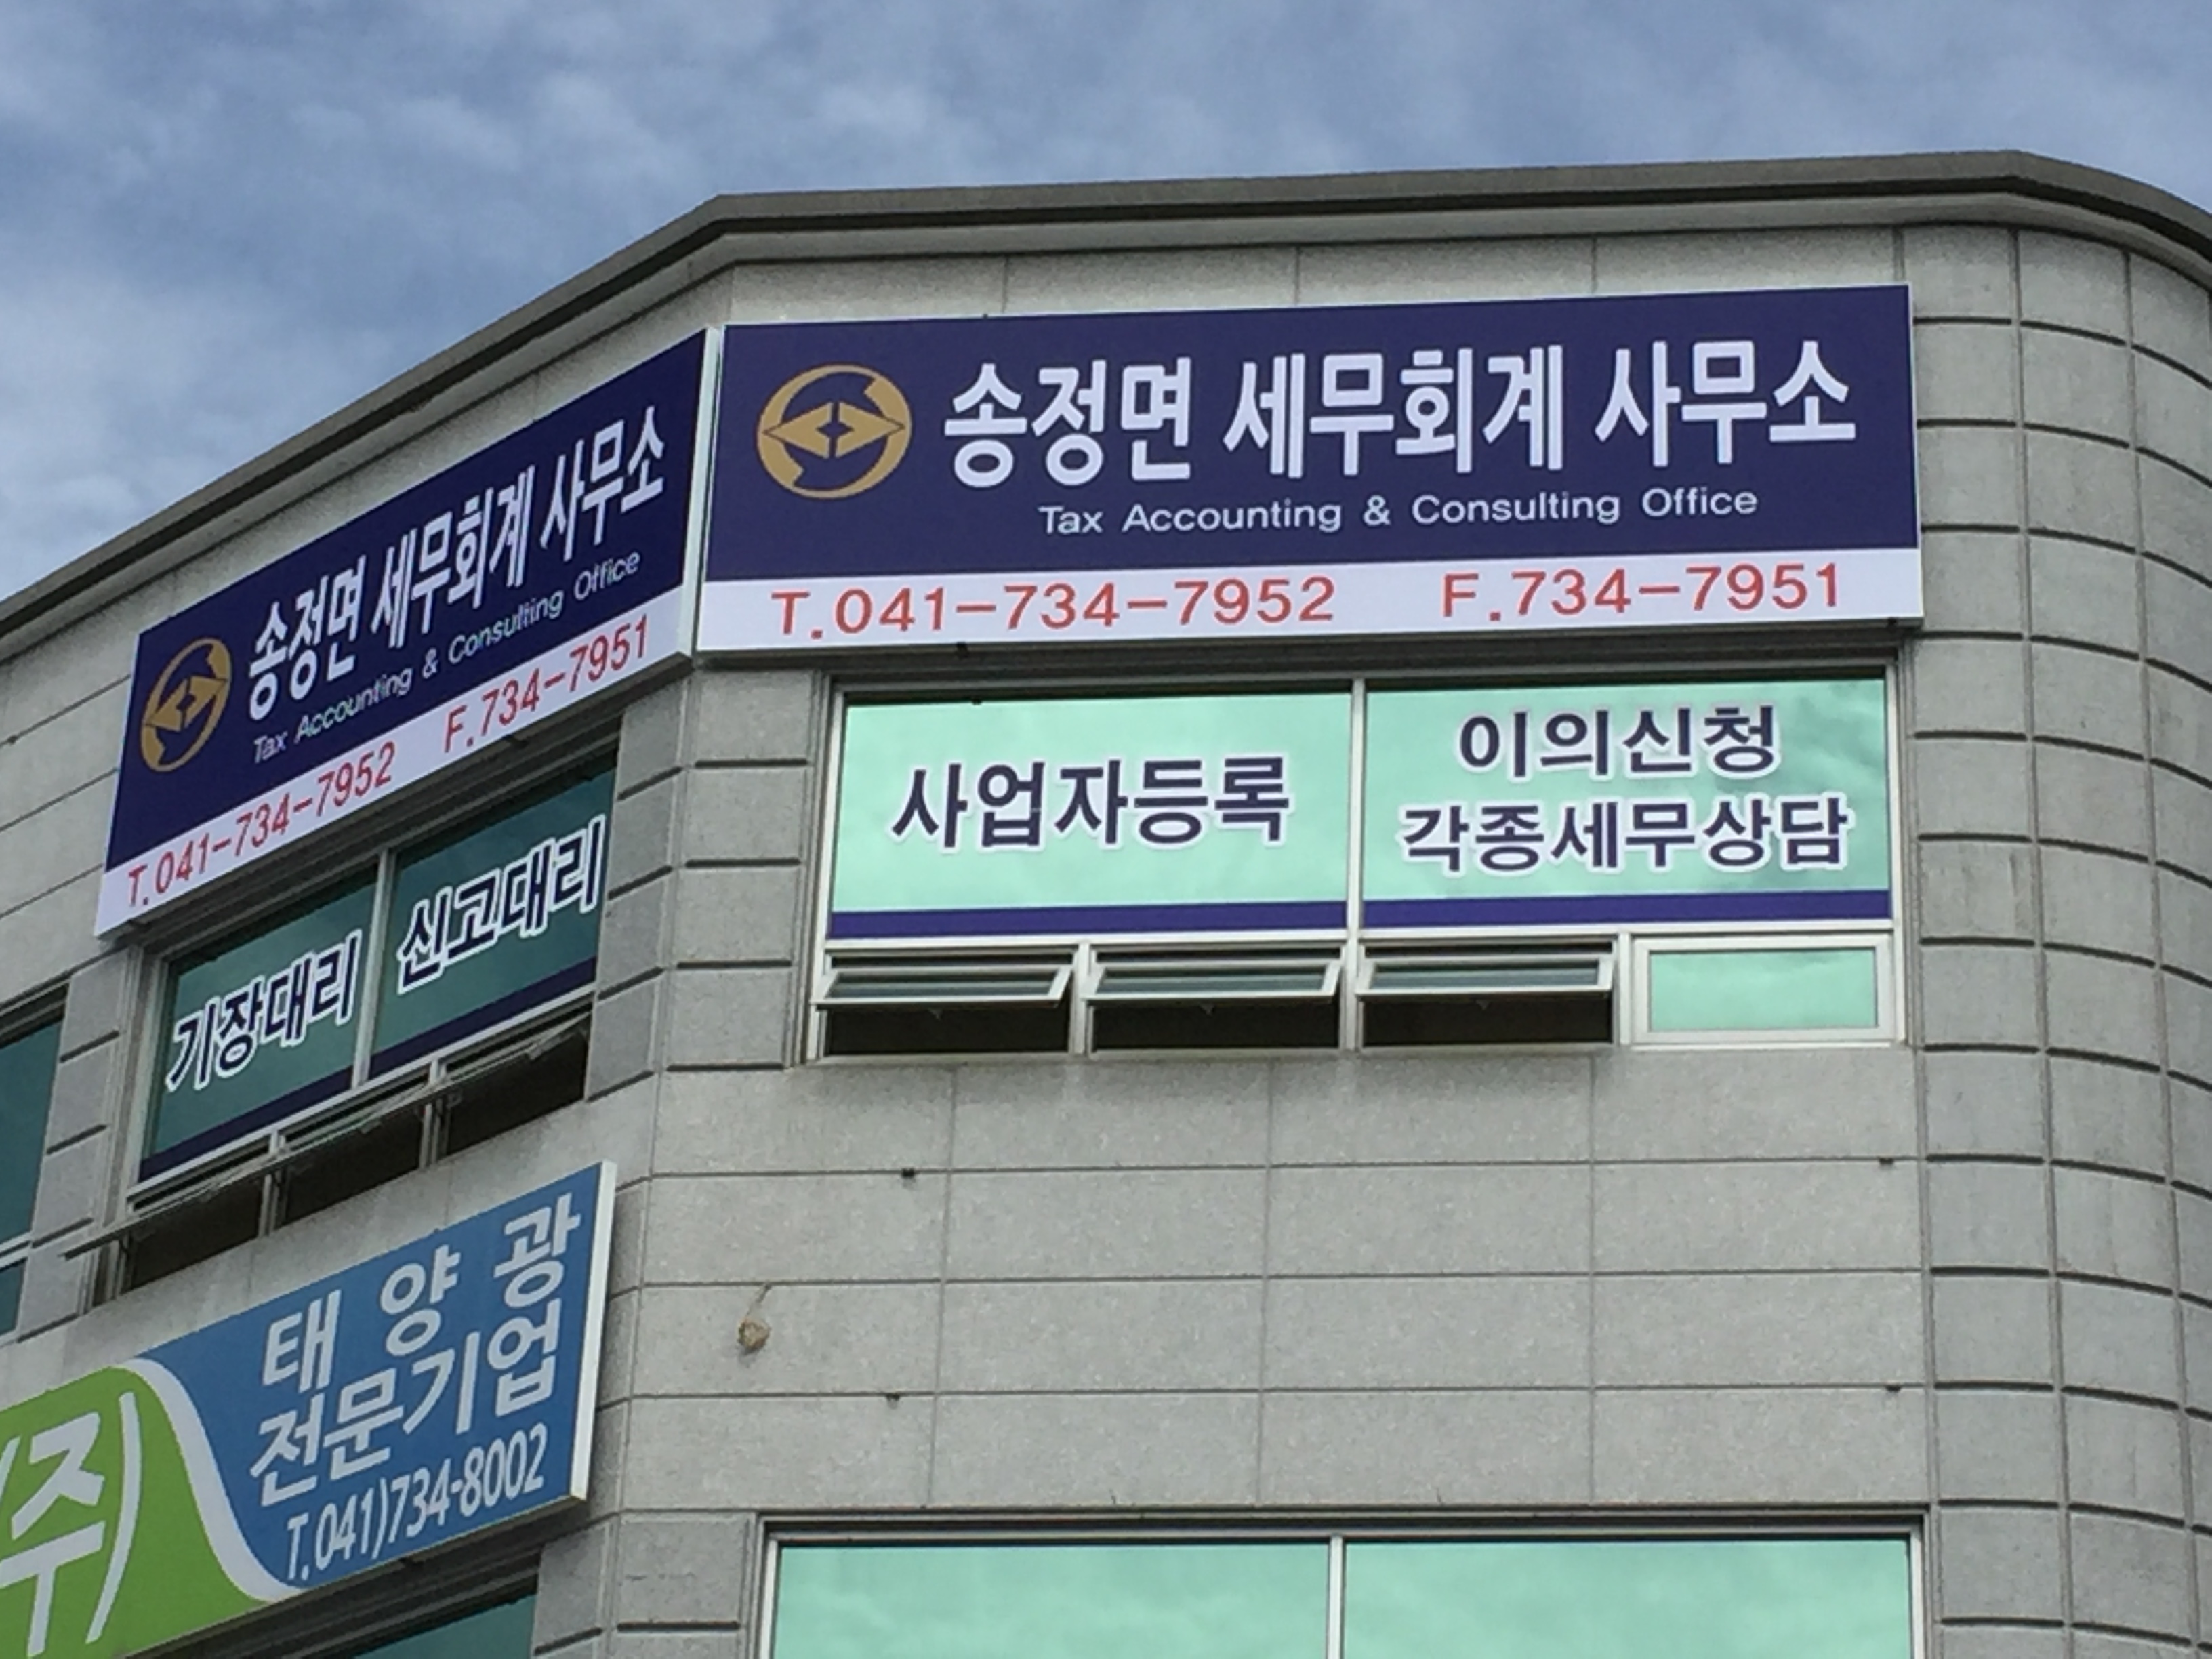 송정면 세무회계 사무소
Tax Accounting & Consulting Office
T.041-734-7952 F.734-7951
송정면 세무회계 사무소
Tax Accounting & Consulting Office
T.041-734-7952 F.734-7951
기장대리 신고대리
사업자등록
이의신청
각종세무상담
(주)
태양광
전문기업
T.041)734-8002